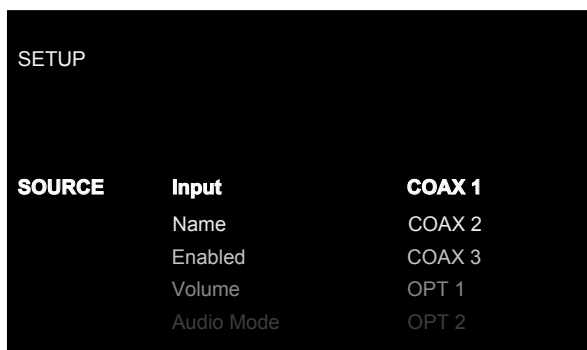 SETUP
SOURCE Input COAX 1
Name COAX 2
Enabled COAX 3
Volume OPT 1
Audio Mode OPT 2